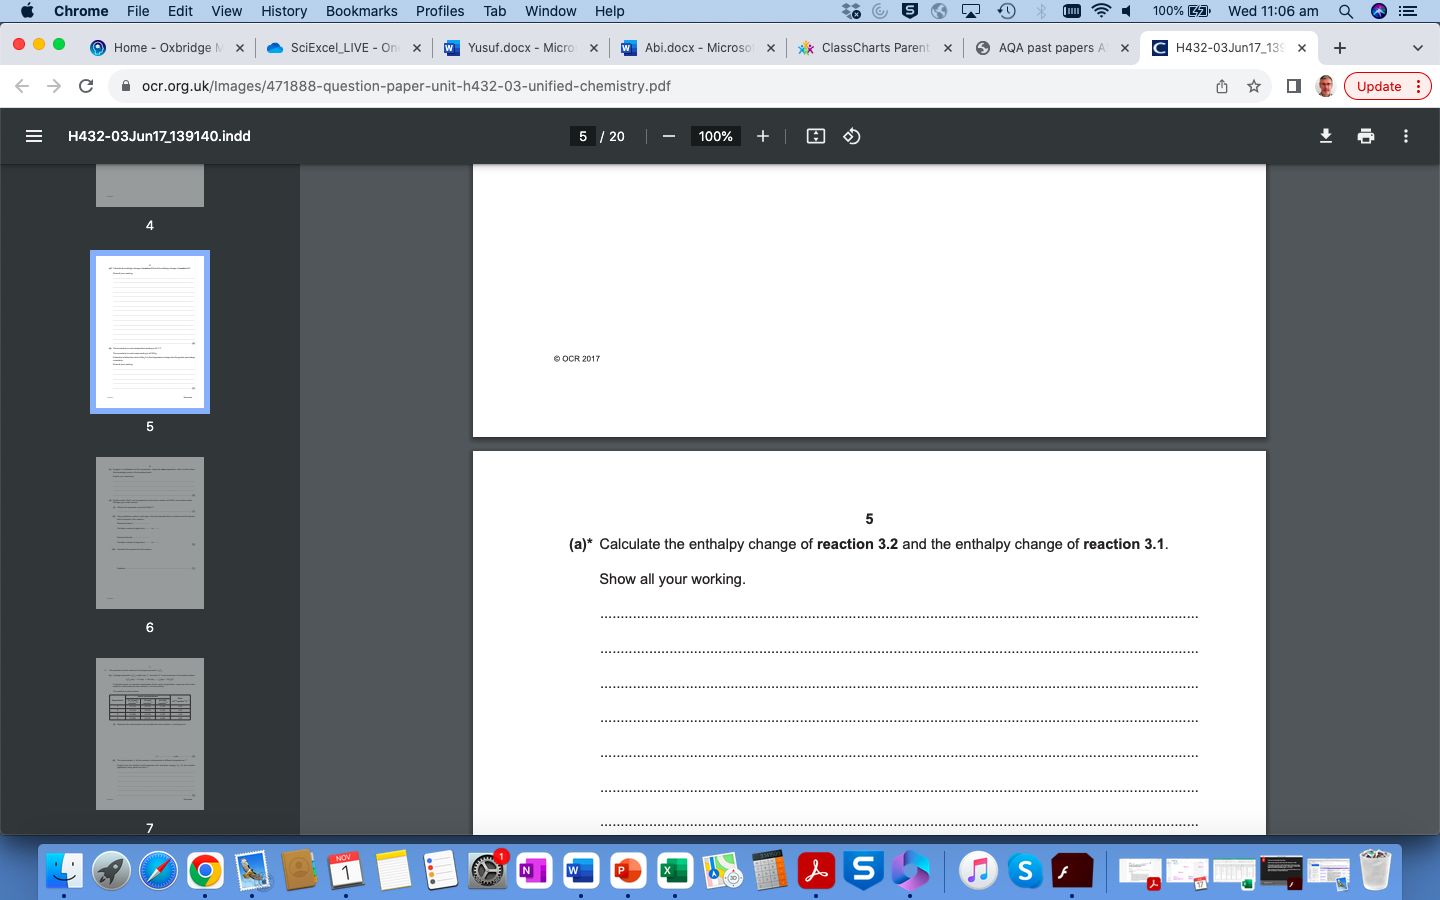 Chrome File Edit View History Bookmarks Profiles Tab Window Help 100% Wed 11:06 am
Home - Oxbridge M SciExcel_LIVE - On Yusuf.docx - Micro Abi.docx - Microso ClassCharts Parent AQA past papers A H432-03Jun17_139
ocr.org.uk/Images/471888-question-paper-unit-h432-03-unified-chemistry.pdf Update
H432-03Jun17_139140.indd 5 / 20 100%
4
5
6
7
© OCR 2017
5
(a)* Calculate the enthalpy change of reaction 3.2 and the enthalpy change of reaction 3.1.
Show all your working.
NOV
1
1